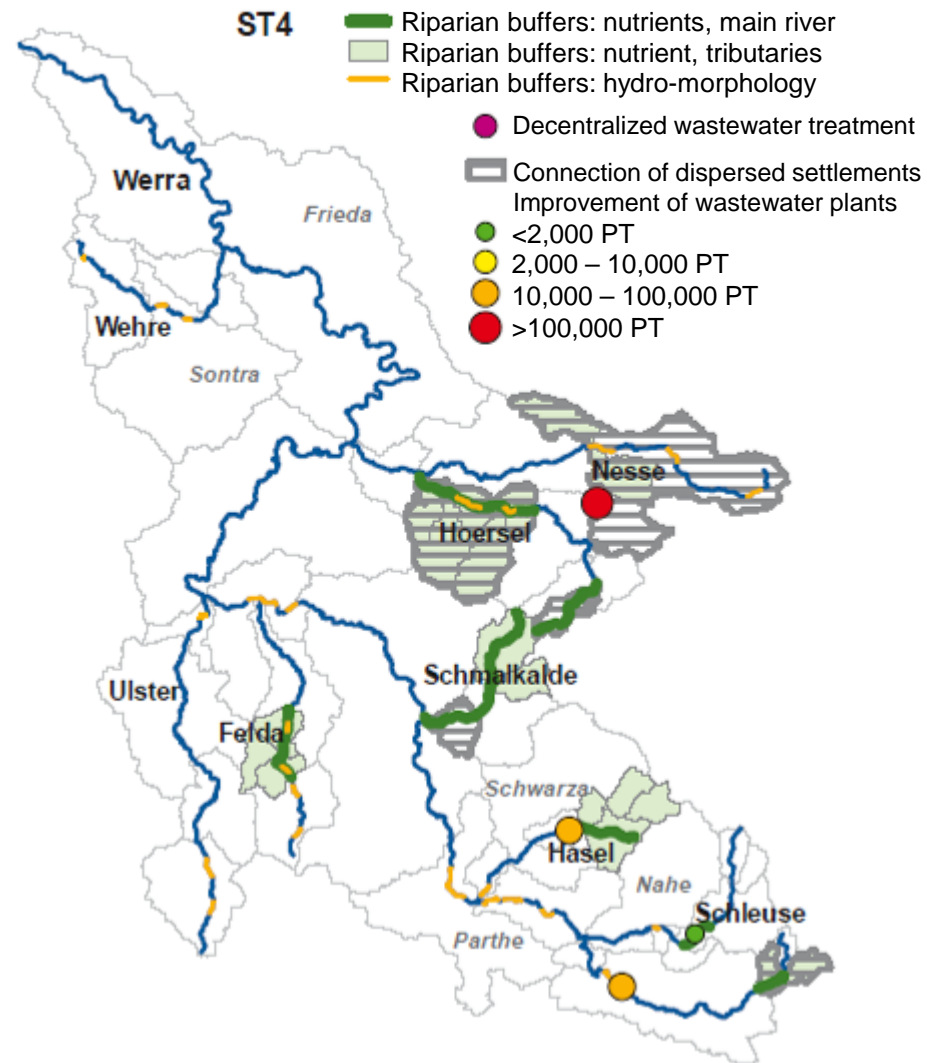 ST4
Riparian buffers: nutrients, main river
Riparian buffers: nutrient, tributaries
Riparian buffers: hydro-morphology
Decentralized wastewater treatment
Connection of dispersed settlements
Improvement of wastewater plants
<2,000 PT
2,000 – 10,000 PT
10,000 – 100,000 PT
>100,000 PT
Werra
Frieda
Wehre
Sontra
Nesse
Hoersel
Schmalkalde
Ulster
Felda
Schwarza
Hasel
Nahe
Schleuse
Parthe